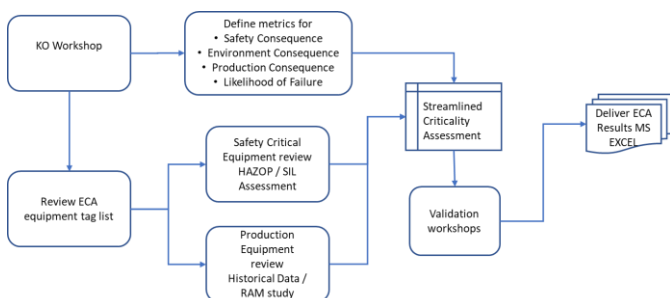 KO Workshop
Define metrics for
• Safety Consequence
• Environment Consequence
• Production Consequence
• Likelihood of Failure
Streamlined
Criticality
Assessment
Deliver ECA
Results MS
EXCEL
Safety Critical
Equipment review
HAZOP / SIL
Assessment
Review ECA
equipment tag list
Validation
workshops
Production
Equipment
review
Historical Data /
RAM study